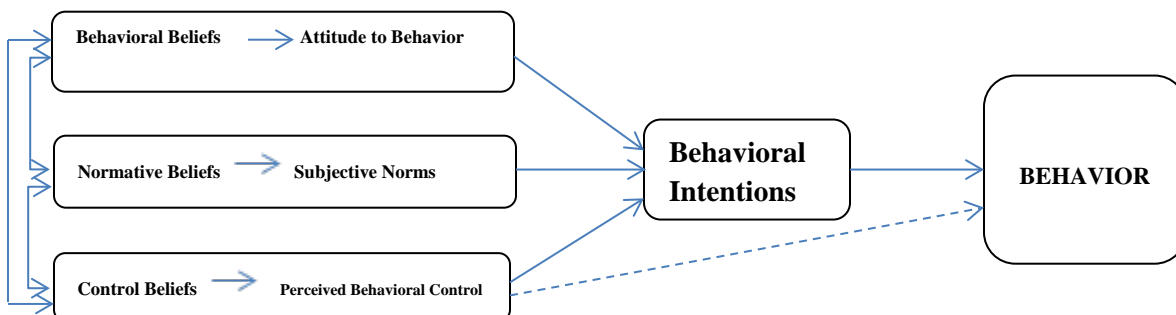 Behavioral Beliefs Attitude to Behavior
Normative Beliefs Subjective Norms
Control Beliefs Perceived Behavioral Control
Behavioral
Intentions
BEHAVIOR